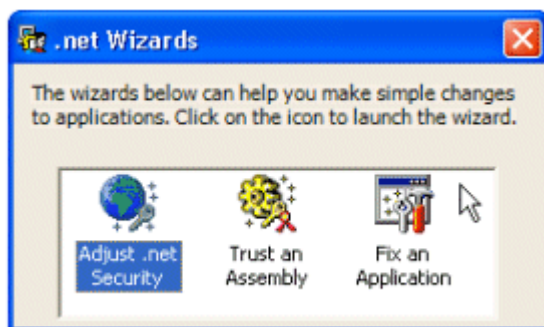 .net Wizards
The wizards below can help you make simple changes
to applications. Click on the icon to launch the wizard.
Adjust .net
Security
Trust an
Assembly
Fix an
Application